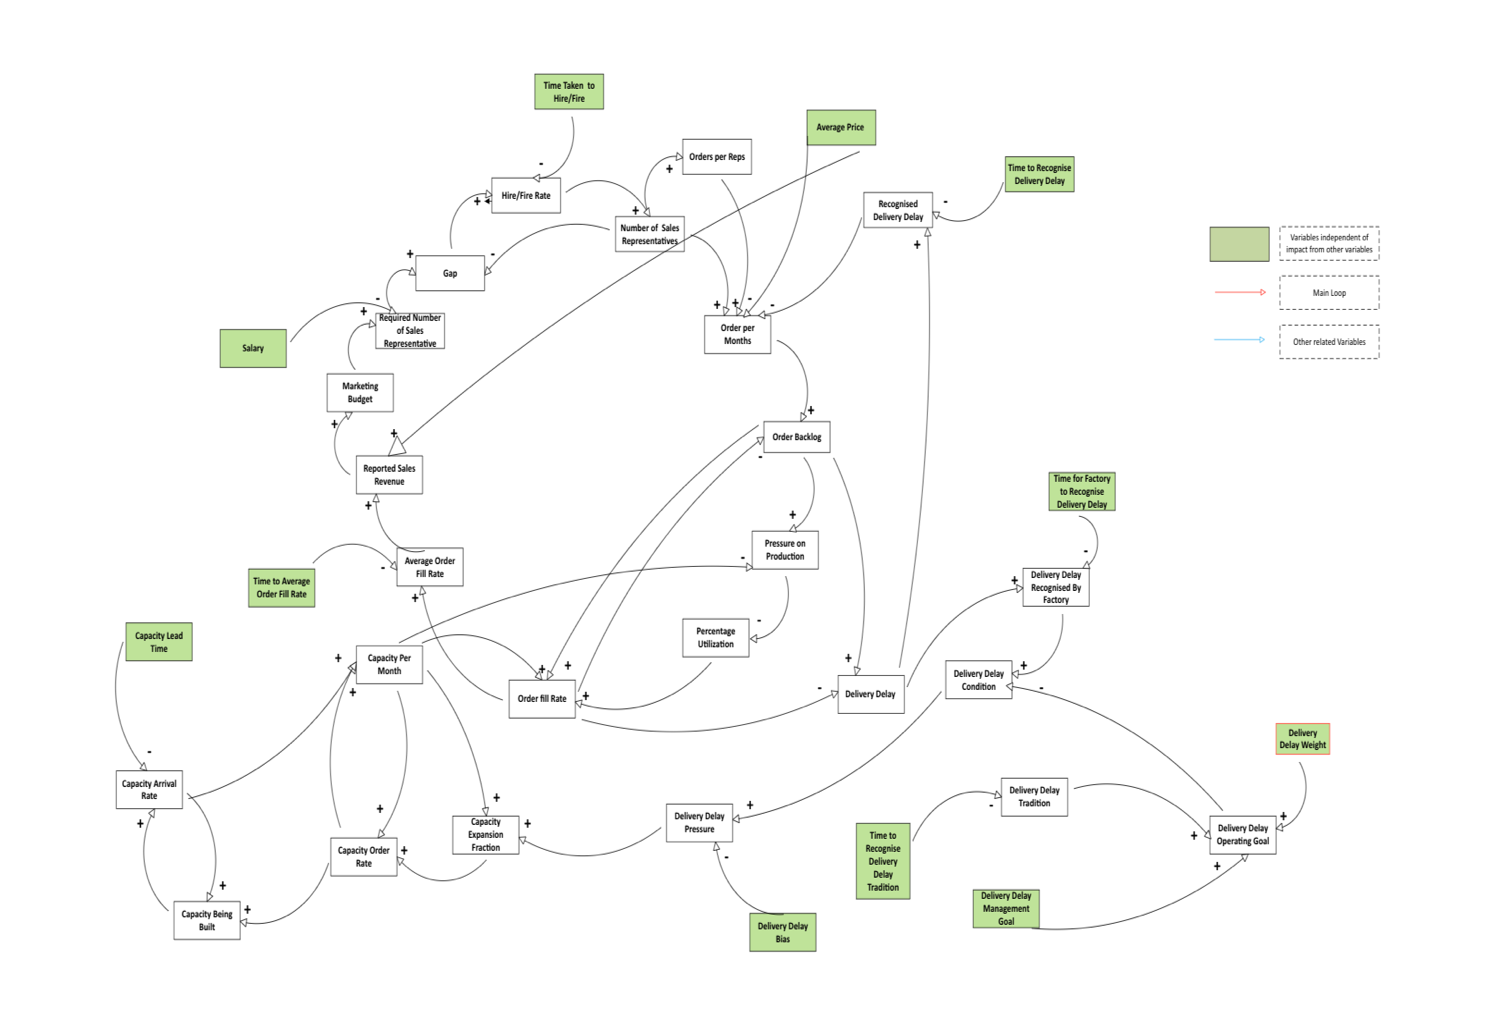 Time Taken to
Hire/Fire
Average Price
-
Orders per Reps
+
Time to Recognise
Delivery Delay
-
+
Hire/Fire Rate
Recognised
Delivery Delay
+
+
Number of Sales
Representatives
-
Variables independent of
impact from other variables
+
Gap
Main Loop
-
+
Required Number
of Sales
Representative
+
+
-
-
Order per
Months
Other related Variables
Salary
Marketing
Budget
+
+
+
Order Backlog
-
Reported Sales
Revenue
+
Time for Factory
to Recognise
Delivery Delay
+
Pressure on
Production
-
-
Average Order
Fill Rate
-
Time to Average
Order Fill Rate
+
Delivery Delay
Recognised By
Factory
+
Capacity Lead
Time
Percentage
Utilization
-
+
Capacity Per
Month
+
+
+
+
Order fill Rate
+
-
Delivery Delay
Delivery Delay
Condition
+
-
Delivery
Delay Weight
-
Capacity Arrival
Rate
+
Delivery Delay
Tradition
-
+
+
Capacity
Expansion
Fraction
+
Delivery Delay
Pressure
+
+
Delivery Delay
Operating Goal
+
+
+
Capacity Order
Rate
+
Time to
Recognise
Delivery
Delay
Tradition
-
+
Capacity Being
Built
+
Delivery Delay
Management
Goal
Delivery Delay
Bias